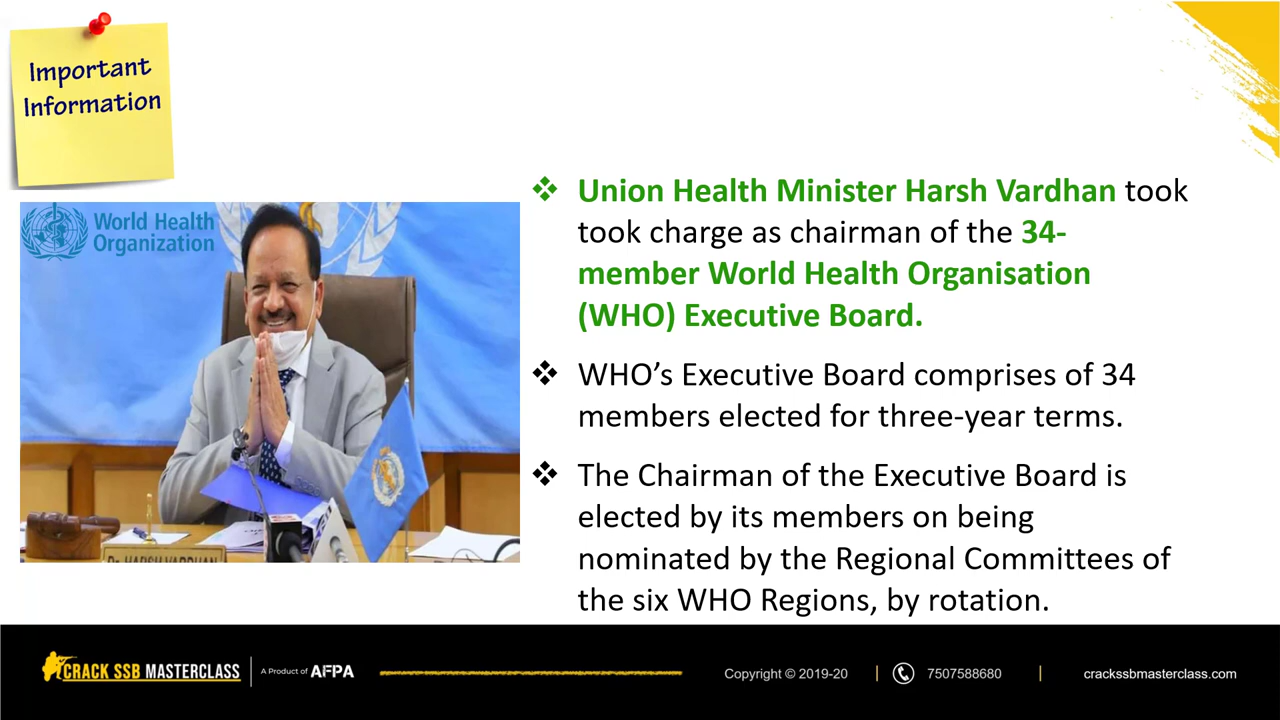 Important
Information
World Health
Organization
Dr. HARSH VARDHAN
❖ Union Health Minister Harsh Vardhan took
took charge as chairman of the 34-
member World Health Organisation
(WHO) Executive Board.
❖ WHO’s Executive Board comprises of 34
members elected for three-year terms.
❖ The Chairman of the Executive Board is
elected by its members on being
nominated by the Regional Committees of
the six WHO Regions, by rotation.
CRACK SSB MASTERCLASS
A Product of AFPA
Copyright © 2019-20
7507588680
crackssbmasterclass.com